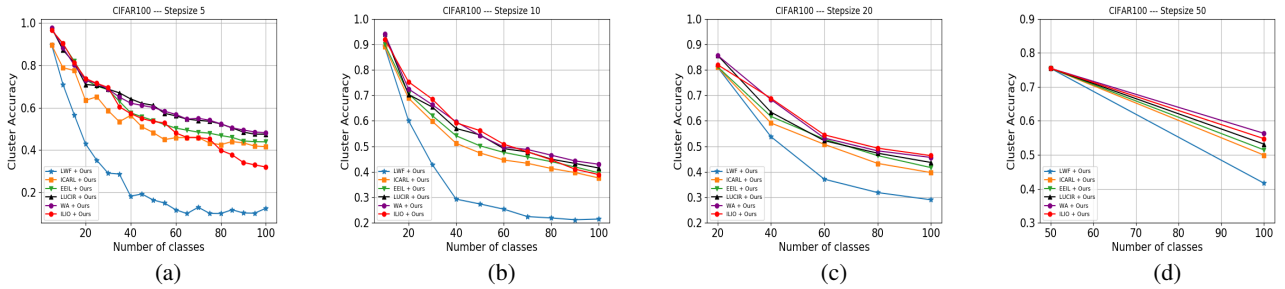 CIFAR100 --- Stepsize 5
Cluster Accuracy
1.0
0.8
0.6
0.4
0.2
LWF + Ours
ICARL + Ours
EEIL + Ours
LUCIR + Ours
WA + Ours
ILIO + Ours
20 40 60 80 100
Number of classes
(a)
CIFAR100 --- Stepsize 10
Cluster Accuracy
1.0
0.9
0.8
0.7
0.6
0.5
0.4
0.3
0.2
LWF + Ours
ICARL + Ours
EEIL + Ours
LUCIR + Ours
WA + Ours
ILIO + Ours
20 40 60 80 100
Number of classes
(b)
CIFAR100 --- Stepsize 20
Cluster Accuracy
1.0
0.9
0.8
0.7
0.6
0.5
0.4
0.3
0.2
LWF + Ours
ICARL + Ours
EEIL + Ours
LUCIR + Ours
WA + Ours
ILIO + Ours
20 40 60 80 100
Number of classes
(c)
CIFAR100 --- Stepsize 50
Cluster Accuracy
0.9
0.8
0.7
0.6
0.5
0.4
0.3
LWF + Ours
ICARL + Ours
EEIL + Ours
LUCIR + Ours
WA + Ours
ILIO + Ours
50 60 70 80 90 100
Number of classes
(d)